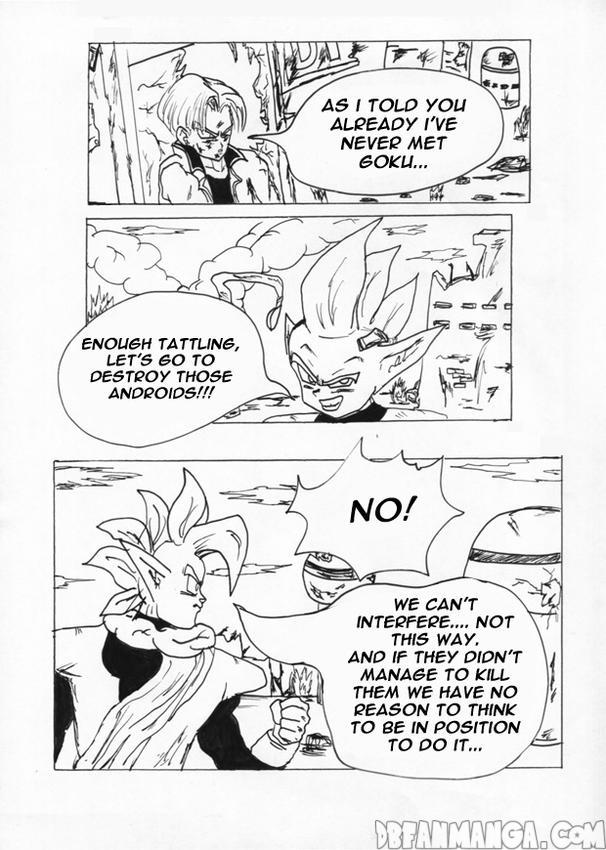 AS I TOLD YOU
ALREADY I'VE
NEVER MET
GOKU...
ENOUGH TATTLING,
LET'S GO TO
DESTROY THOSE
ANDROIDS!!!
NO!
WE CAN'T
INTERFERE.... NOT
THIS WAY.
AND IF THEY DIDN'T
MANAGE TO KILL
THEM WE HAVE NO
REASON TO THINK
TO BE IN POSITION
TO DO IT...
DBFANMANGA.COM